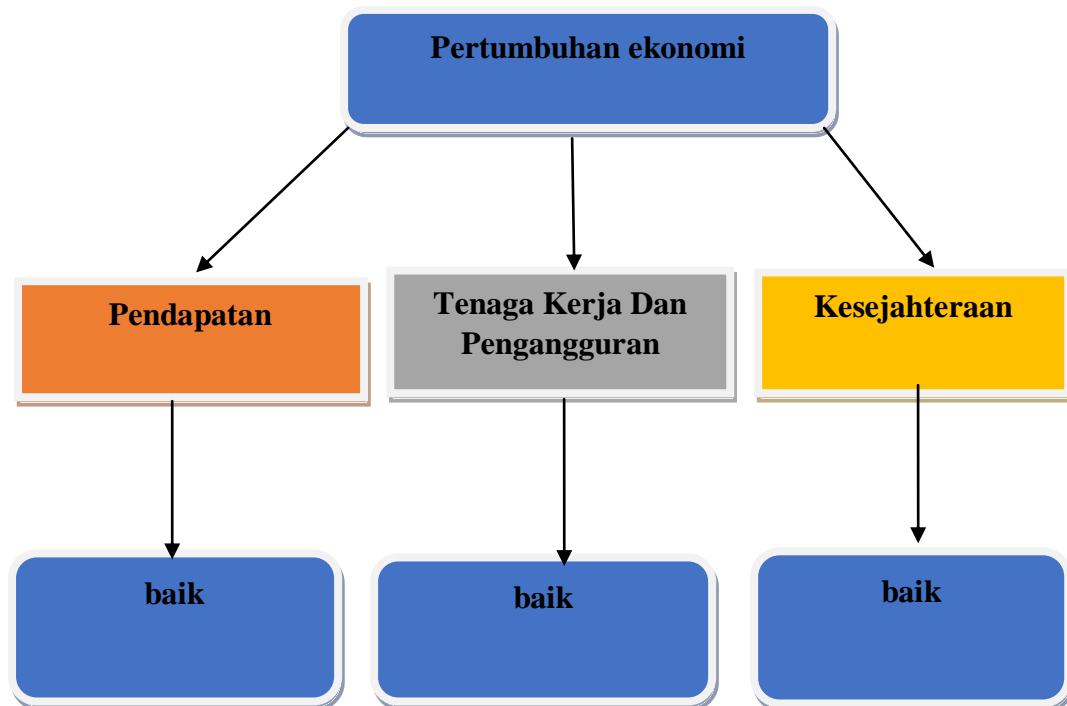 Pertumbuhan ekonomi
Pendapatan
Tenaga Kerja Dan
Pengangguran
Kesejahteraan
baik
baik
baik